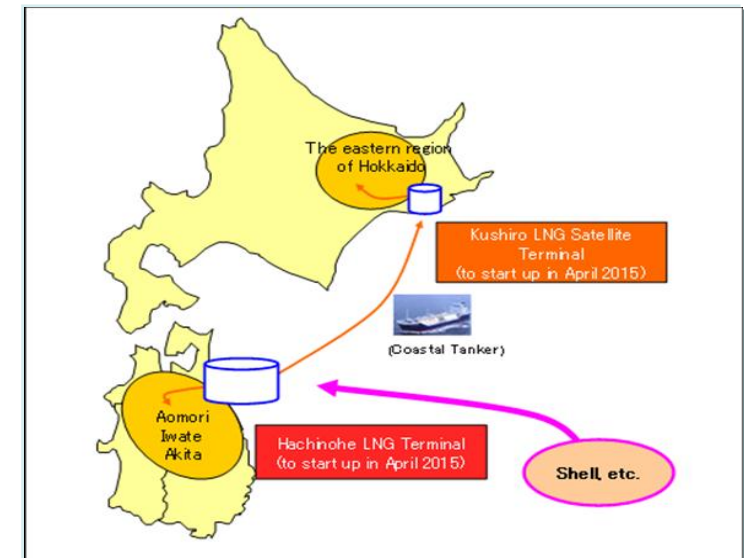 The eastern region
of Hokkaido
Kushiro LNG Satellite
Terminal
(to start up in April 2015)
(Coastal Tanker)
Aomori
Iwate
Akita
Hachinohe LNG Terminal
(to start up in April 2015)
Shell, etc.